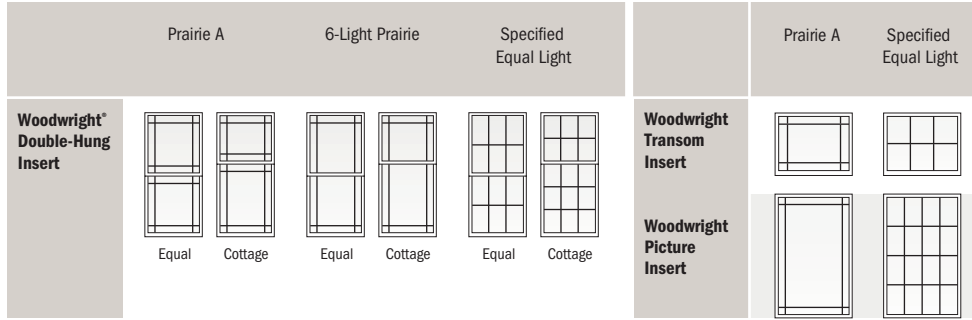 Prairie A
6-Light Prairie
Specified
Equal Light
Woodwright®
Double-Hung
Insert
Equal
Cottage
Equal
Cottage
Equal
Cottage
Prairie A
Specified
Equal Light
Woodwright
Transom
Insert
Woodwright
Picture
Insert